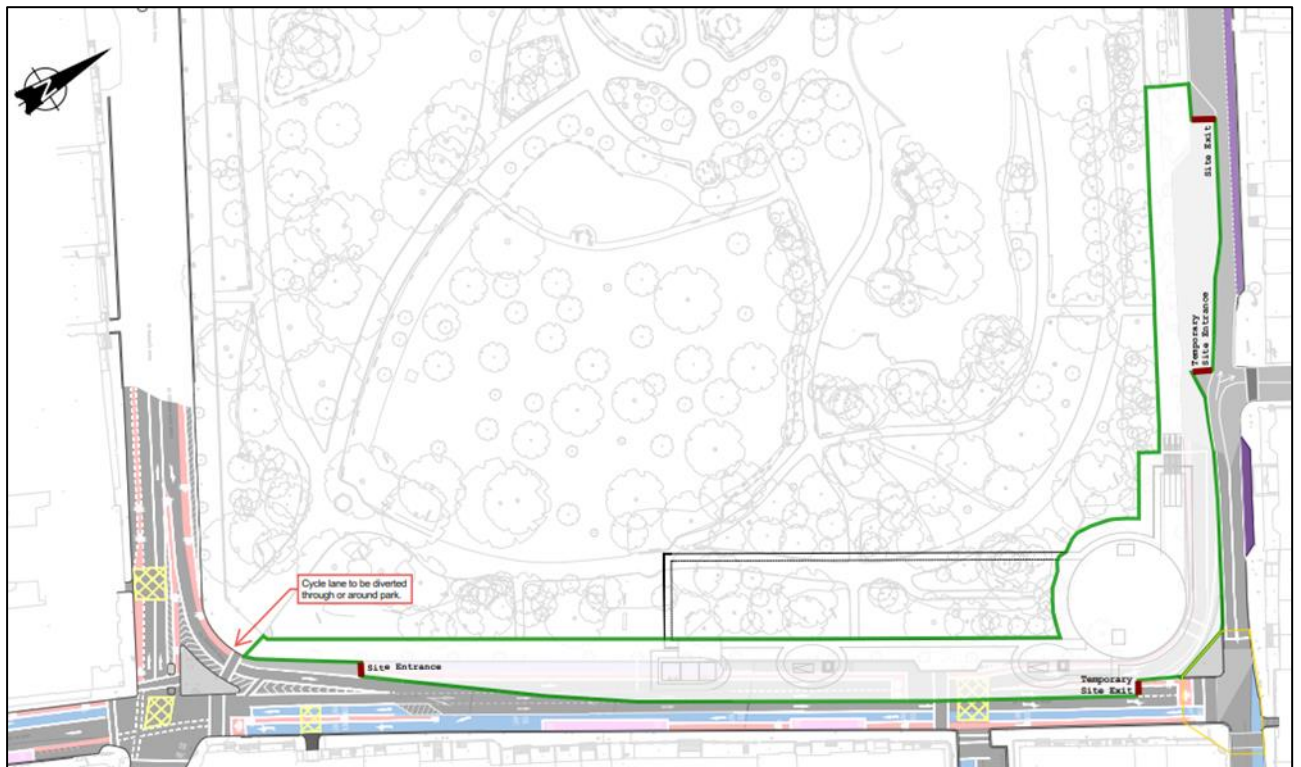 N
Site Exit
Temporary
Site Entrance
Cycle lane to be diverted
through or around park.
Site Entrance
Temporary
Site Exit